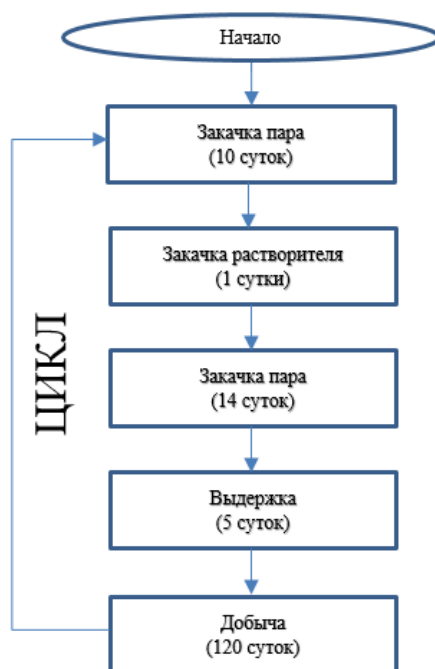 Начало
Закачка пара
(10 суток)
Закачка растворителя
(1 сутки)
Закачка пара
(14 суток)
Выдержка
(5 суток)
Добыча
(120 суток)
ЦИКЛ